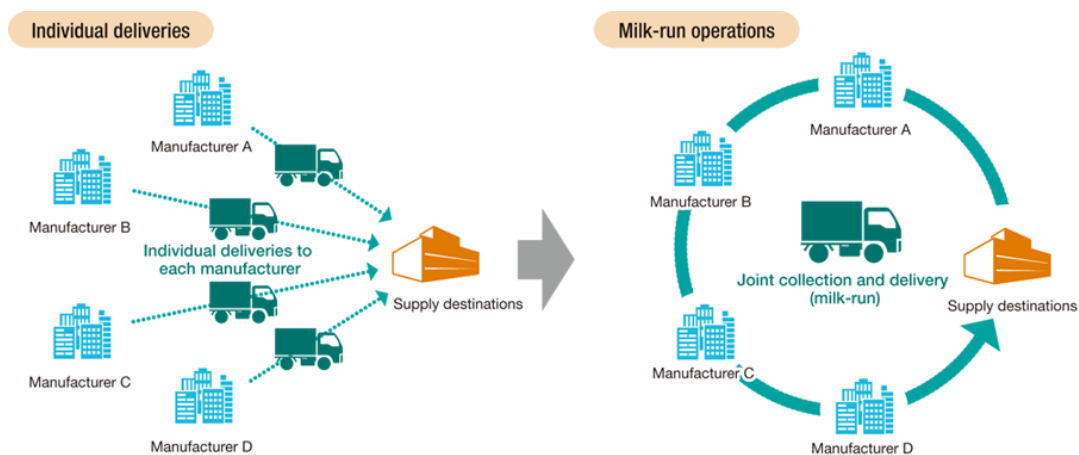 Individual deliveries
Manufacturer A
Manufacturer B
Individual deliveries to
each manufacturer
Supply destinations
Manufacturer C
Manufacturer D
Milk-run operations
Manufacturer A
Manufacturer B
Joint collection and delivery
(milk-run)
Supply destinations
Manufacturer C
Manufacturer D